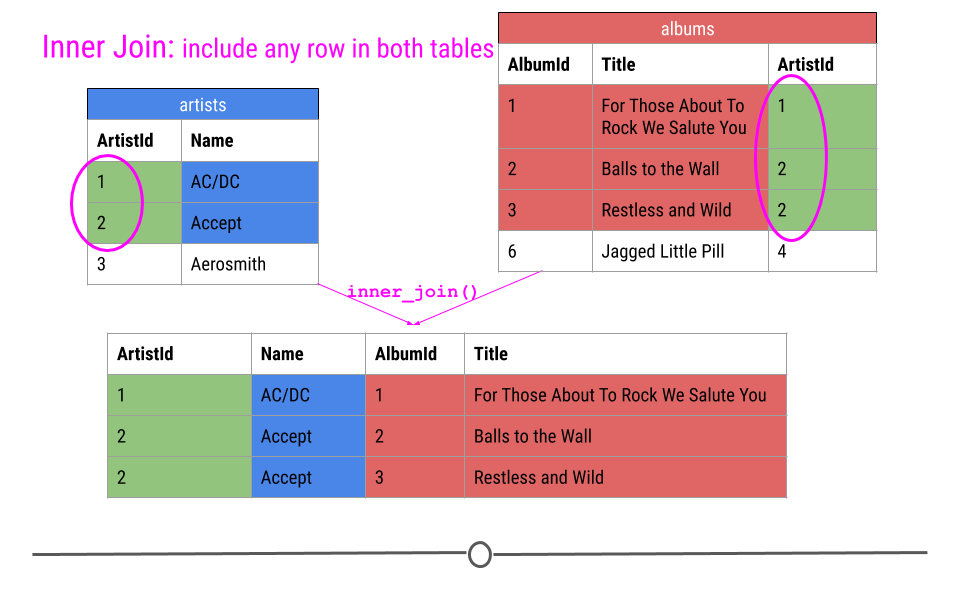 Inner Join: include any row in both tables
artists
ArtistId Name
1 AC/DC
2 Accept
3 Aerosmith
albums
AlbumId Title ArtistId
1 For Those About To 1
Rock We Salute You
2 Balls to the Wall 2
3 Restless and Wild 2
6 Jagged Little Pill 4
inner_join()
ArtistId Name AlbumId Title
1 AC/DC 1 For Those About To Rock We Salute You
2 Accept 2 Balls to the Wall
2 Accept 3 Restless and Wild